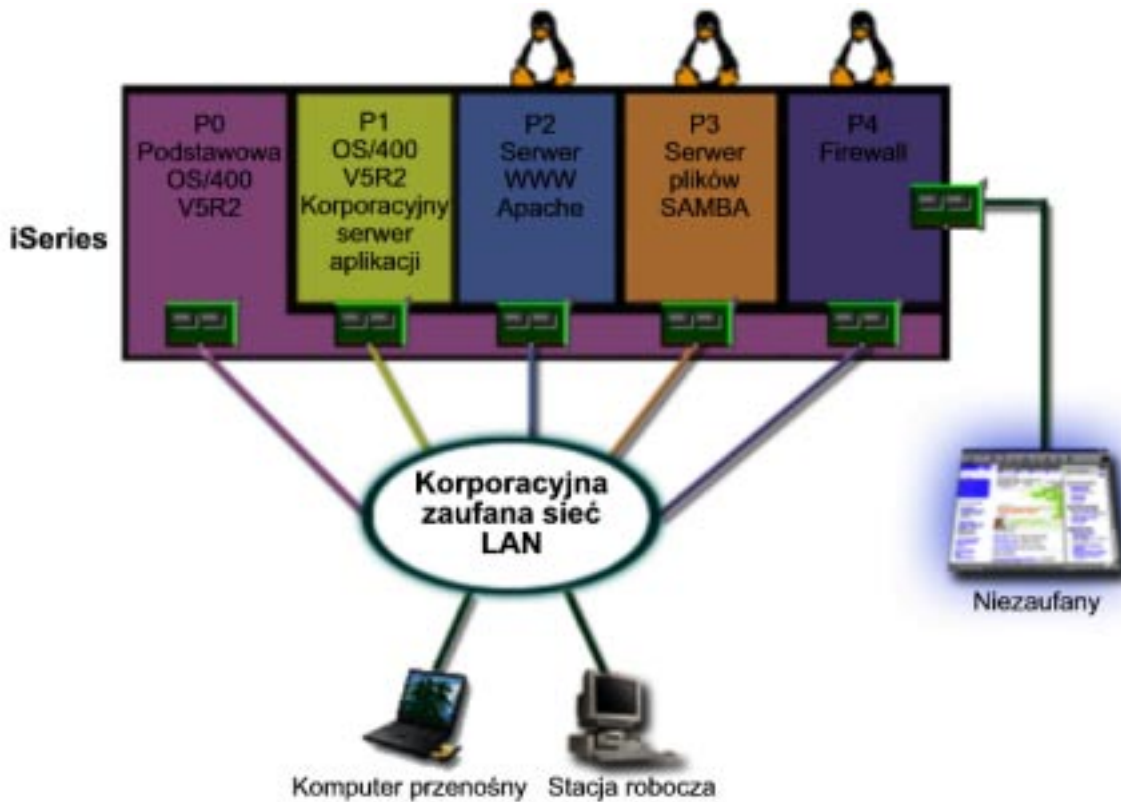 P0
Podstawowa
OS/400
V5R2
P1
OS/400
V5R2
Korporacyjny
serwer
aplikacji
P2
Serwer
WWW
Apache
P3
Serwer
plików
SAMBA
P4
Firewall
iSeries
Korporacyjna
zaufana sieć
LAN
Niezaufany
Komputer przenośny
Stacja robocza